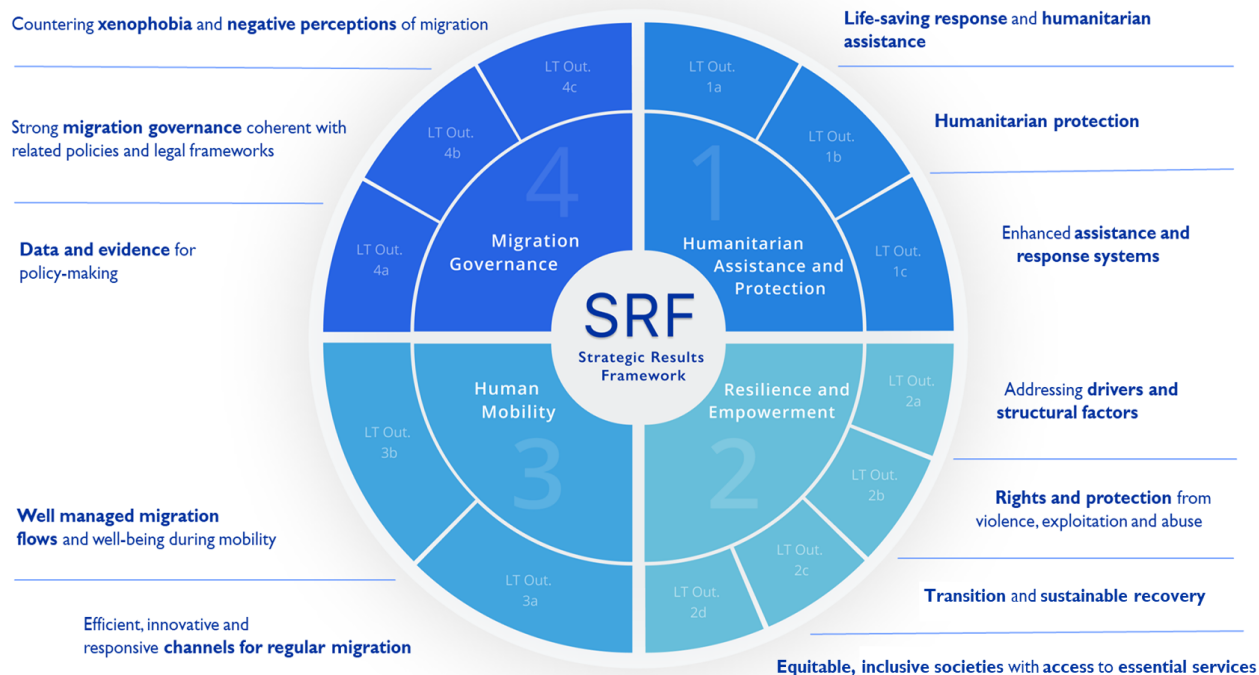 Countering xenophobia and negative perceptions of migration
Strong migration governance coherent with
related policies and legal frameworks
Data and evidence for
policy-making
Well managed migration
flows and well-being during mobility
Efficient, innovative and
responsive channels for regular migration
LT Out.
4c
LT Out.
4b
LT Out.
4a
4
Migration
Governance
LT Out.
1a
LT Out.
1b
LT Out.
1c
1
Humanitarian
Assistance and
Protection
SRF
Strategic Results
Framework
Human
Mobility
3
LT Out.
3b
LT Out.
3a
Resilience and
Empowerment
2
LT Out.
2a
LT Out.
2b
LT Out.
2c
LT Out.
2d
Life-saving response and humanitarian
assistance
Humanitarian protection
Enhanced assistance and
response systems
Addressing drivers and
structural factors
Rights and protection from
violence, exploitation and abuse
Transition and sustainable recovery
Equitable, inclusive societies with access to essential services